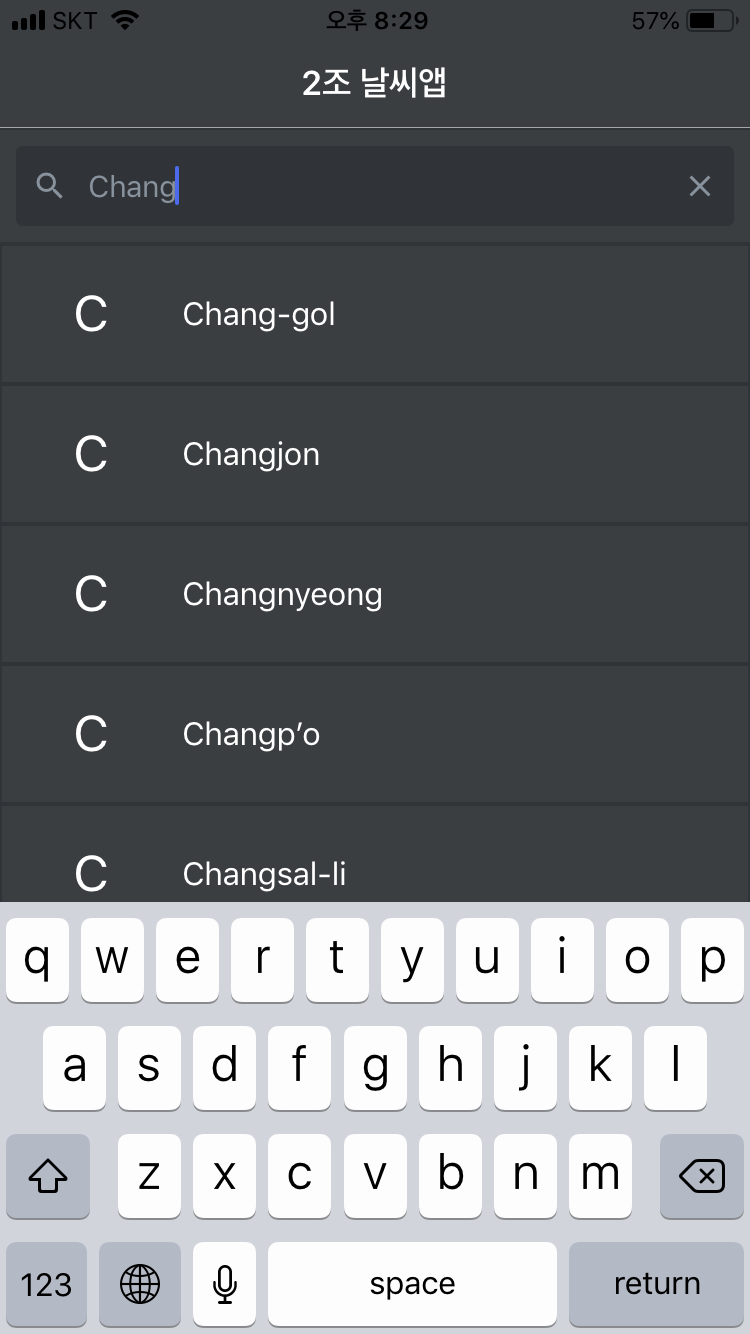 SKT 오후 8:29 57%
2조 날씨앱
Chang
C Chang-gol
C Changjon
C Changnyeong
C Changp’o
C Changsal-li
q w e r t y u i o p
a s d f g h j k l
z x c v b n m
123 space return